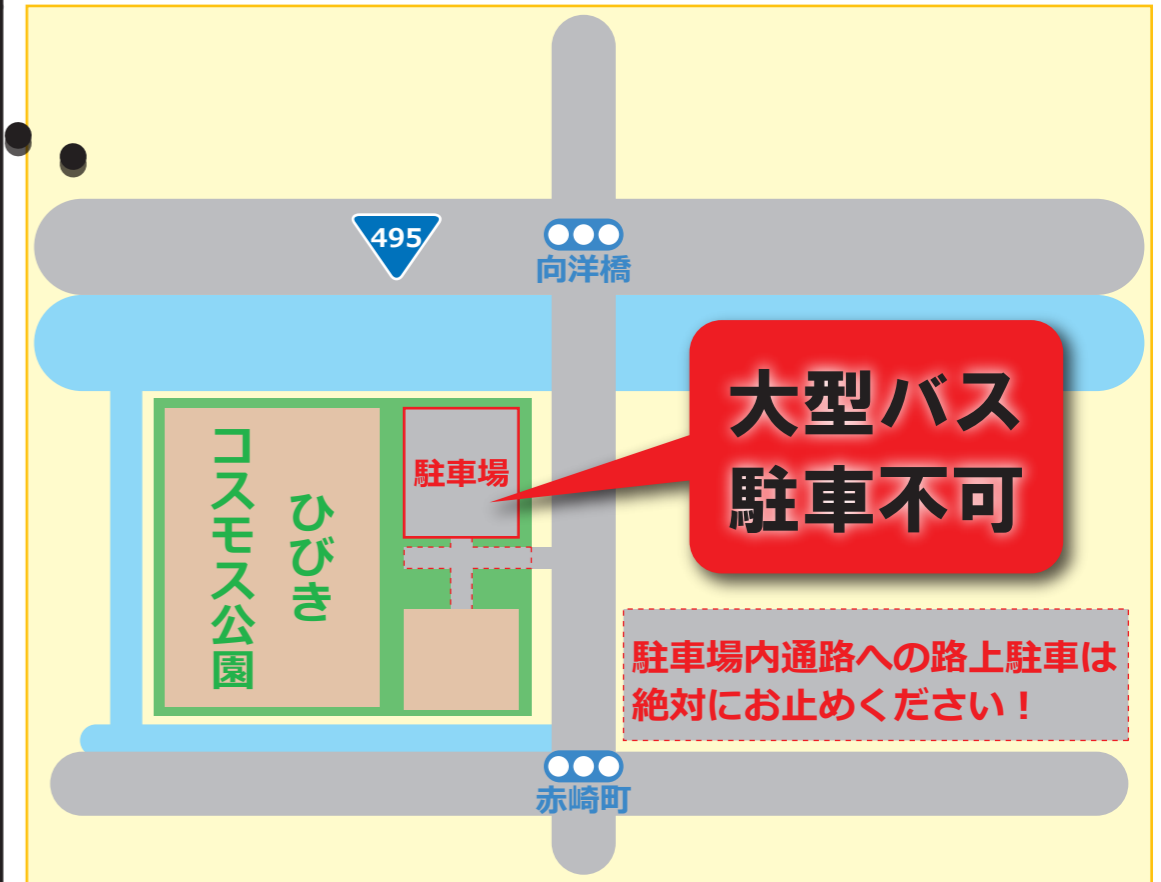 495
向洋橋
大型バス
駐車不可
駐車場
ひびき
コスモス公園
駐車場内通路への路上駐車は
絶対にお止めください！
赤崎町